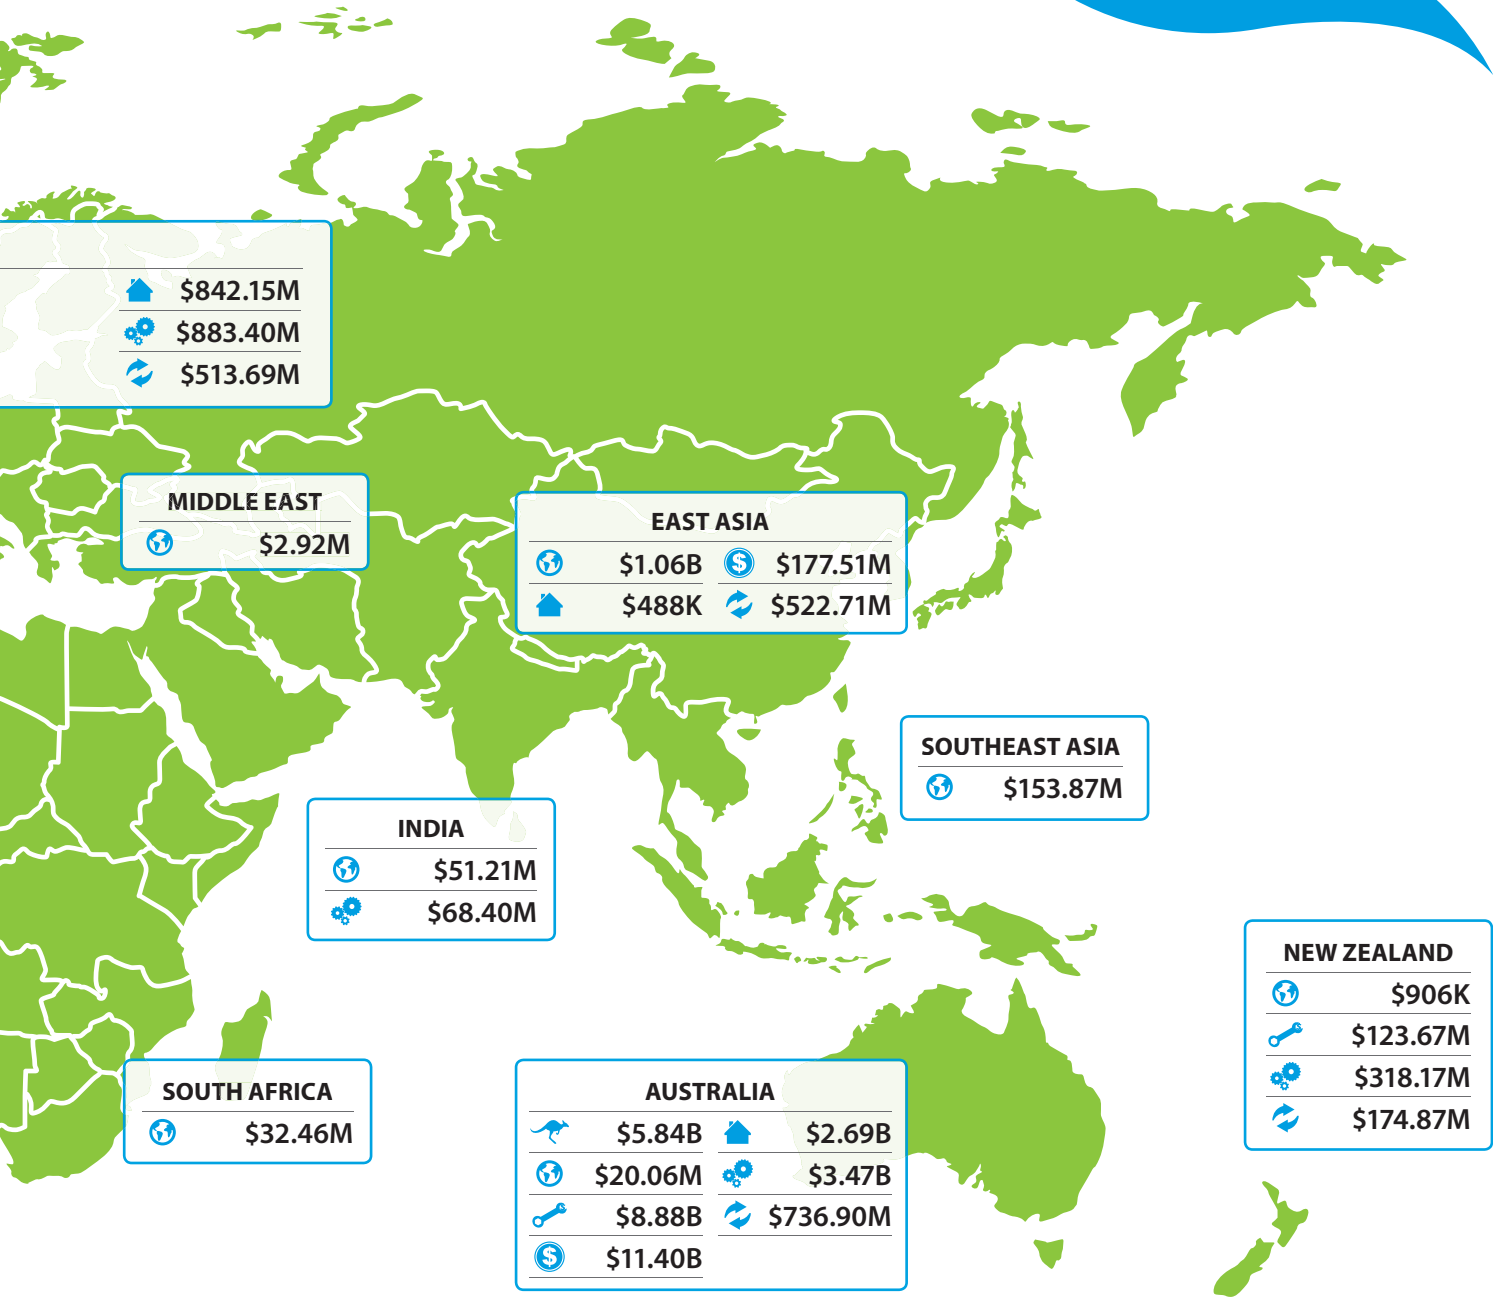 $842.15M
$883.40M
$513.69M
MIDDLE EAST
$2.92M
EAST ASIA
$1.06B $177.51M
$488K $522.71M
SOUTHEAST ASIA
$153.87M
INDIA
$51.21M
$68.40M
NEW ZEALAND
$906K
$123.67M
$318.17M
$174.87M
SOUTH AFRICA
$32.46M
AUSTRALIA
$5.84B $2.69B
$20.06M $3.47B
$8.88B $736.90M
$11.40B